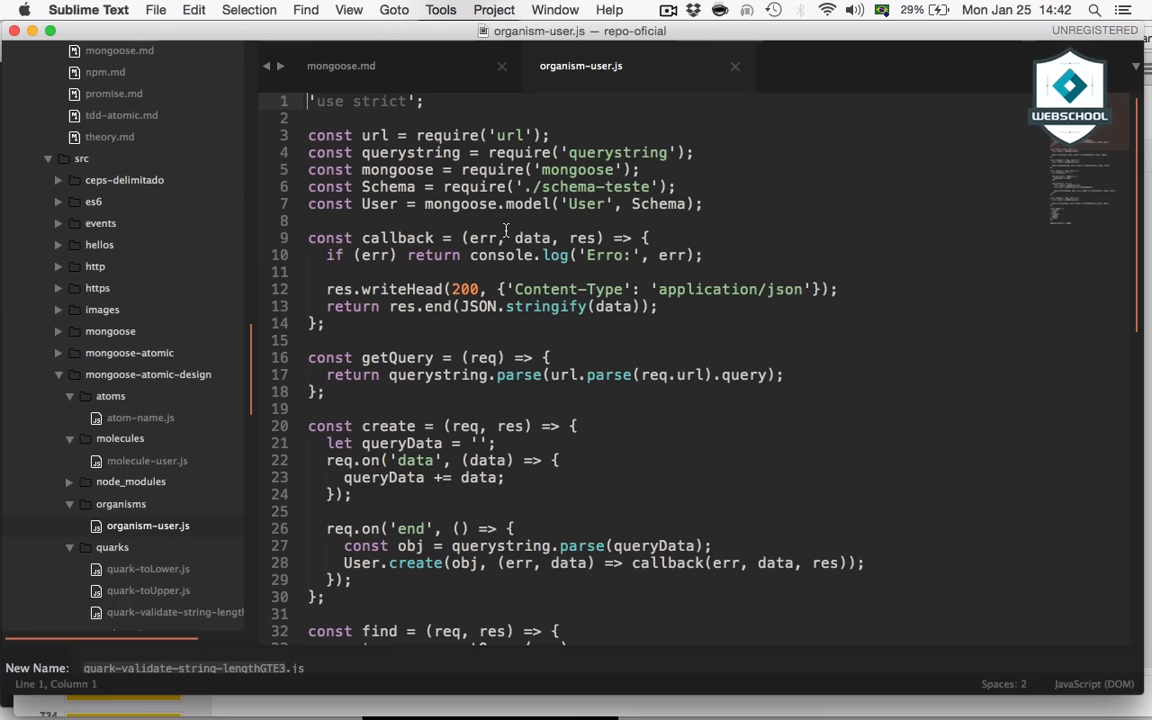 Sublime Text File Edit Selection Find View Goto Tools Project Window Help 29% Mon Jan 25 14:42
organism-user.js — repo-oficial
UNREGISTERED
mongoose.md
npm.md
promise.md
tdd-atomic.md
theory.md
src
ceps-delimitado
es6
events
hellos
http
https
images
mongoose
mongoose-atomic
mongoose-atomic-design
atoms
atom-name.js
molecules
molecule-user.js
node_modules
organisms
organism-user.js
quarks
quark-toLower.js
quark-toUpper.js
quark-validate-string-length
mongoose.md
organism-user.js
WEBSCHOOL
1 'use strict';
2
3 const url = require('url');
4 const querystring = require('querystring');
5 const mongoose = require('mongoose');
6 const Schema = require('./schema-teste');
7 const User = mongoose.model('User', Schema);
8
9 const callback = (err, data, res) => {
10 if (err) return console.log('Erro:', err);
11
12 res.writeHead(200, {'Content-Type': 'application/json'});
13 return res.end(JSON.stringify(data));
14 };
15
16 const getQuery = (req) => {
17 return querystring.parse(url.parse(req.url).query);
18 };
19
20 const create = (req, res) => {
21 let queryData = '';
22 req.on('data', (data) => {
23 queryData += data;
24 });
25
26 req.on('end', () => {
27 const obj = querystring.parse(queryData);
28 User.create(obj, (err, data) => callback(err, data, res));
29 });
30 };
31
32 const find = (req, res) => {
New Name: quark-validate-string-lengthGTE3.js
Line 1, Column 1
Spaces: 2
JavaScript (DOM)